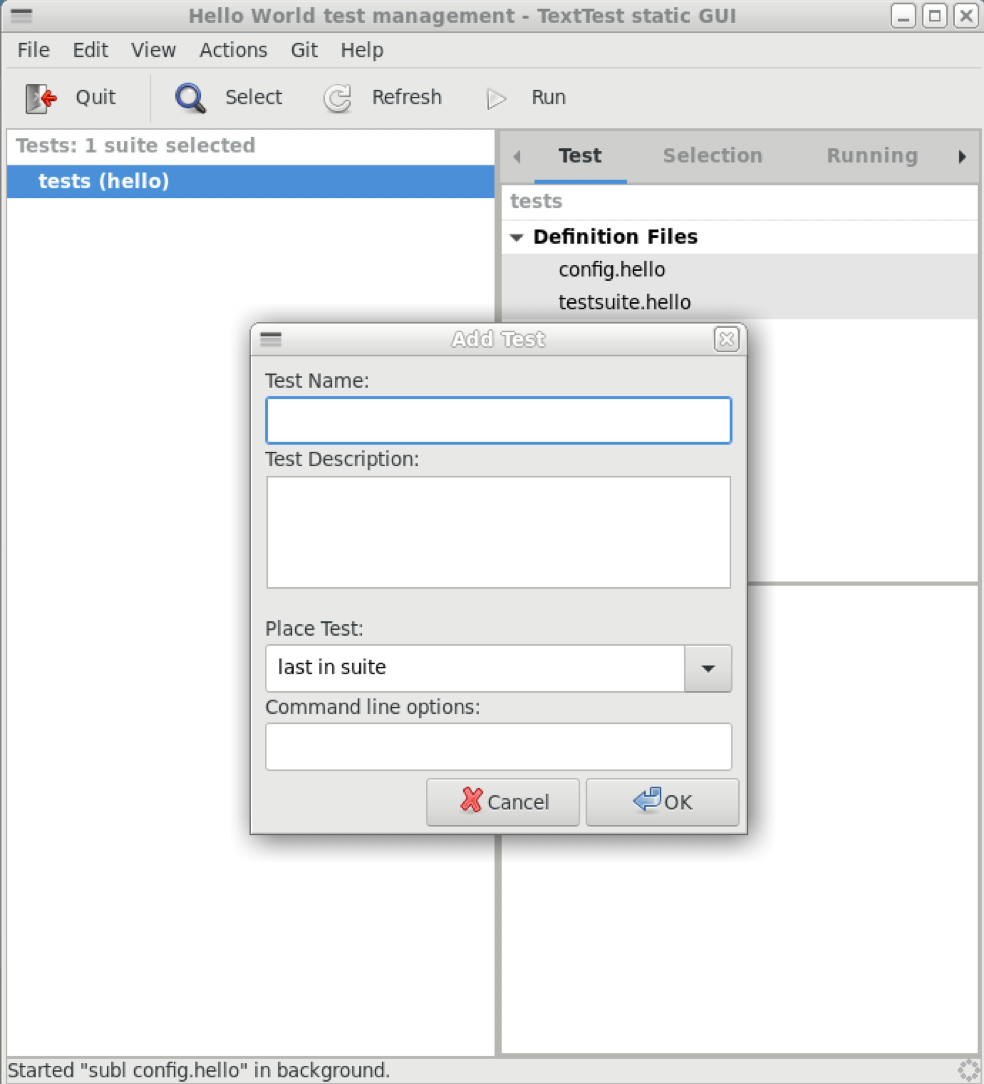 Hello World test management - TextTest static GUI
File Edit View Actions Git Help
Quit Select Refresh Run
Tests: 1 suite selected
tests (hello)
Test Selection Running
tests
Definition Files
config.hello
testsuite.hello
Add Test
Test Name:
Test Description:
Place Test:
last in suite
Command line options:
Cancel OK
Started "subl config.hello" in background.